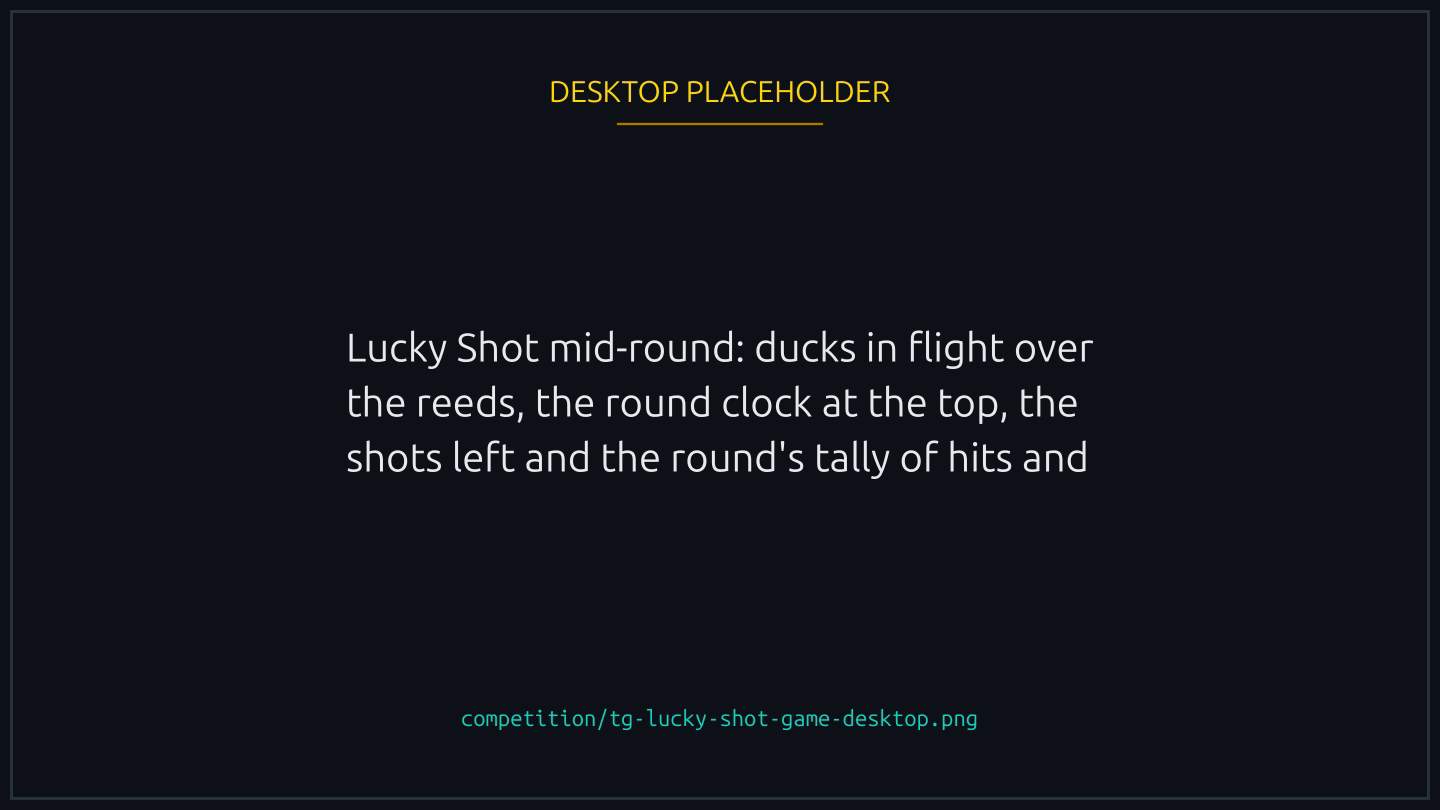 DESKTOP PLACEHOLDER
Lucky Shot mid-round: ducks in flight over
the reeds, the round clock at the top, the
shots left and the round's tally of hits and
competition/tg-lucky-shot-game-desktop.png